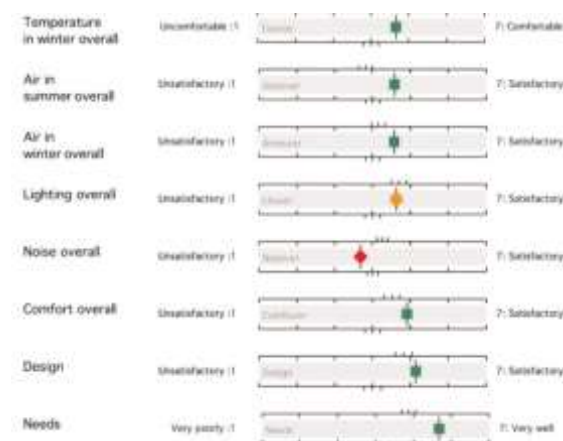 Temperature
in winter overall
Uncomfortable :1
7: Comfortable
Air in
summer overall
Unsatisfactory :1
7: Satisfactory
Air in
winter overall
Unsatisfactory :1
7: Satisfactory
Lighting overall
Unsatisfactory :1
7: Satisfactory
Noise overall
Unsatisfactory :1
7: Satisfactory
Comfort overall
Unsatisfactory :1
7: Satisfactory
Design
Unsatisfactory :1
Design
7: Satisfactory
Needs
Very poorly :1
Needs
7: Very well